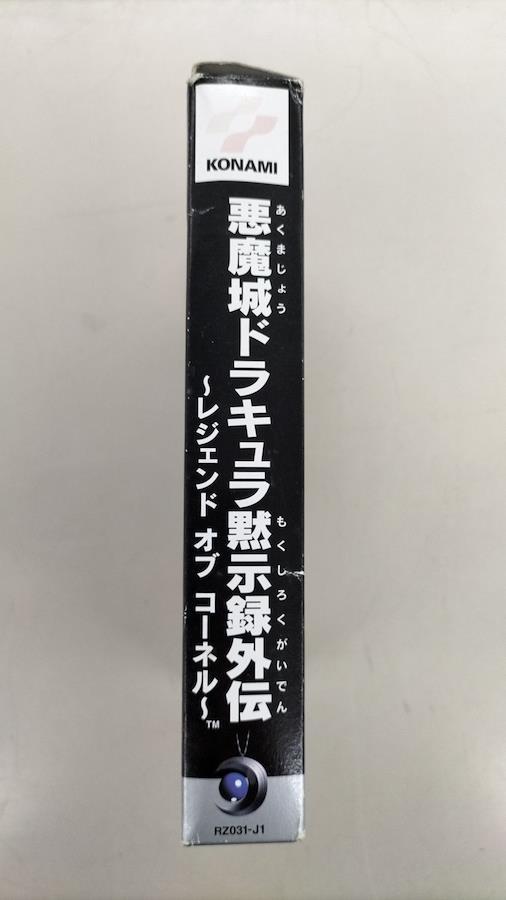 KONAMI
あくまじょう
悪魔城ドラキュラ黙示録外伝
もくしろくがいでん
～レジェンド オブ コーネル～™
RZ031-J1